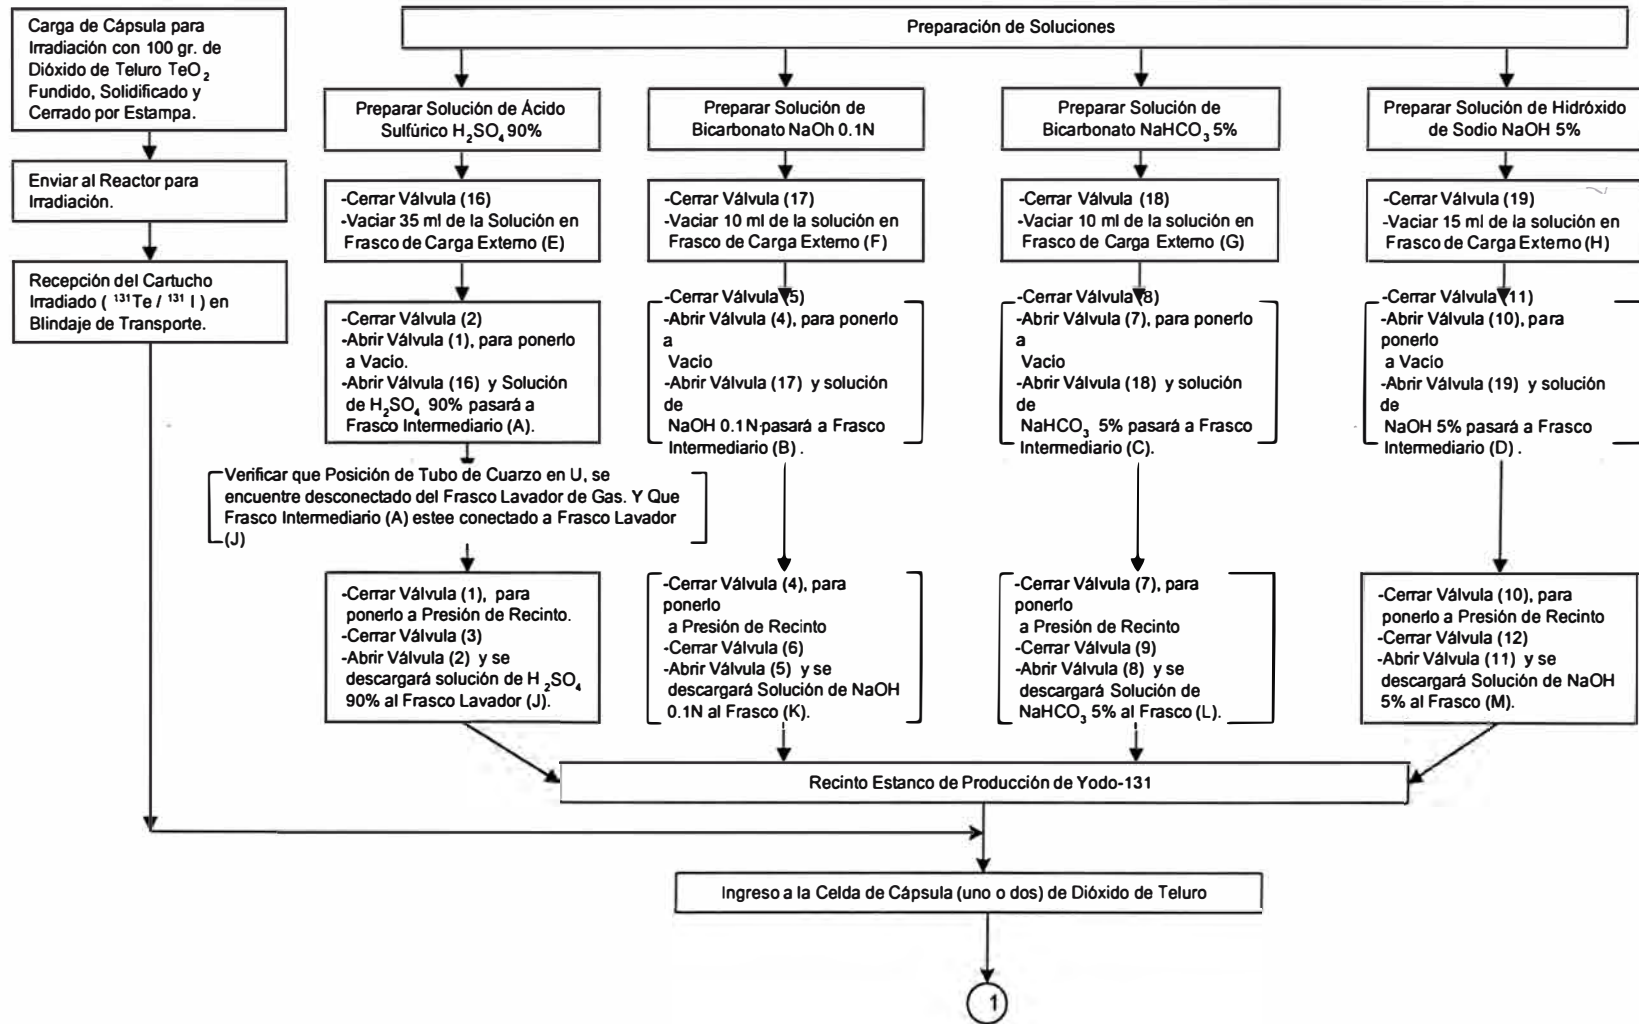 Carga de Cápsula para
Irradiación con 100 gr. de
Dióxido de Teluro TeO2
Fundido, Solidificado y
Cerrado por Estampa.
Enviar al Reactor para
Irradiación.
Recepción del Cartucho
Irradiado ( 131Te / 131 I ) en
Blindaje de Transporte.
Preparación de Soluciones
Preparar Solución de Ácido
Sulfúrico H2SO4 90%
-Cerrar Válvula (16)
-Vaciar 35 ml de la Solución en
Frasco de Carga Externo (E)
-Cerrar Válvula (2)
-Abrir Válvula (1), para ponerlo
a Vacio.
-Abrir Válvula (16) y Solución
de H2SO4 90% pasará a
Frasco Intermediario (A).
Verificar que Posición de Tubo de Cuarzo en U, se
encuentre desconectado del Frasco Lavador de Gas. Y Que
Frasco Intermediario (A) estee conectado a Frasco Lavador
(J)
-Cerrar Válvula (1), para
ponerlo a Presión de Recinto.
-Cerrar Válvula (3)
-Abrir Válvula (2) y se
descargará solución de H2SO4
90% al Frasco Lavador (J).
Preparar Solución de
Bicarbonato NaOh 0.1N
-Cerrar Válvula (17)
-Vaciar 10 ml de la solución en
Frasco de Carga Externo (F)
-Cerrar Válvula (5)
-Abrir Válvula (4), para ponerlo
a
Vacio
-Abrir Válvula (17) y solución
de
NaOH 0.1N pasará a Frasco
Intermediario (B) .
-Cerrar Válvula (4), para
ponerlo
a Presión de Recinto
-Cerrar Válvula (6)
-Abrir Válvula (5) y se
descargará Solución de NaOH
0.1N al Frasco (K).
Preparar Solución de
Bicarbonato NaHCO3 5%
-Cerrar Válvula (18)
-Vaciar 10 ml de la solución en
Frasco de Carga Externo (G)
-Cerrar Válvula (8)
-Abrir Válvula (7), para ponerlo
a
Vacio
-Abrir Válvula (18) y solución
de
NaHCO3 5% pasará a Frasco
Intermediario (C).
-Cerrar Válvula (7), para
ponerlo
a Presión de Recinto
-Cerrar Válvula (9)
-Abrir Válvula (8) y se
descargará Solución de
NaHCO3 5% al Frasco (L).
Preparar Solución de Hidróxido
de Sodio NaOH 5%
-Cerrar Válvula (19)
-Vaciar 15 ml de la solución en
Frasco de Carga Externo (H)
-Cerrar Válvula (11)
-Abrir Válvula (10), para
ponerlo
a Vacio
-Abrir Válvula (19) y solución
de
NaOH 5% pasará a Frasco
Intermediario (D) .
-Cerrar Válvula (10), para
ponerlo a Presión de Recinto
-Cerrar Válvula (12)
-Abrir Válvula (11) y se
descargará Solución de NaOH
5% al Frasco (M).
Recinto Estanco de Producción de Yodo-131
Ingreso a la Celda de Cápsula (uno o dos) de Dióxido de Teluro
1